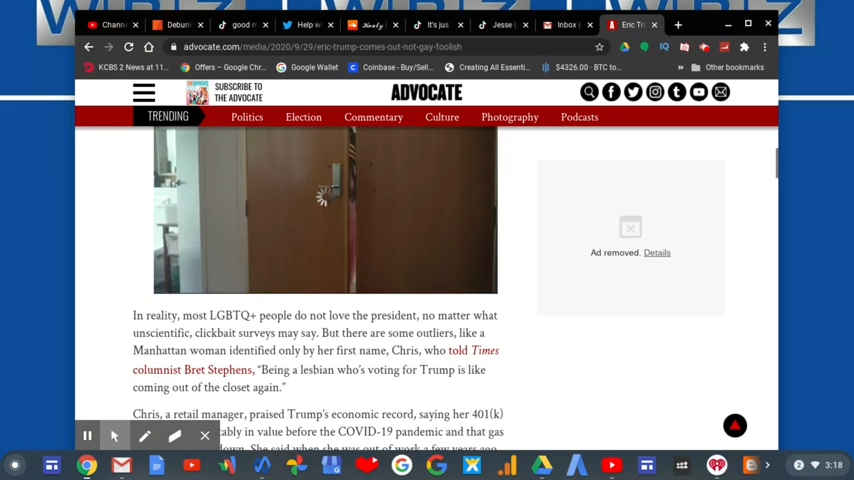 Channe
Debunk
good m
Twitter
Help w
Kealy
It's jus
Jesse (
Inbox (
Eric Tru
advocate.com/media/2020/9/29/eric-trump-comes-out-not-gay-foolish
KCBS 2 News at 11...
Offers – Google Chr...
Google Wallet
Coinbase - Buy/Sell...
Creating All Essenti...
$4326.00 · BTC to...
Other bookmarks
SUBSCRIBE TO
THE ADVOCATE
ADVOCATE
TRENDING
Politics
Election
Commentary
Culture
Photography
Podcasts
Ad removed. Details
In reality, most LGBTQ+ people do not love the president, no matter what
unscientific, clickbait surveys may say. But there are some outliers, like a
Manhattan woman identified only by her first name, Chris, who told Times
columnist Bret Stephens, “Being a lesbian who’s voting for Trump is like
coming out of the closet again.”
Chris, a retail manager, praised Trump’s economic record, saying her 401(k)
in value before the COVID-19 pandemic and that gas
She said when she was out of work a few years ago
2
3:18